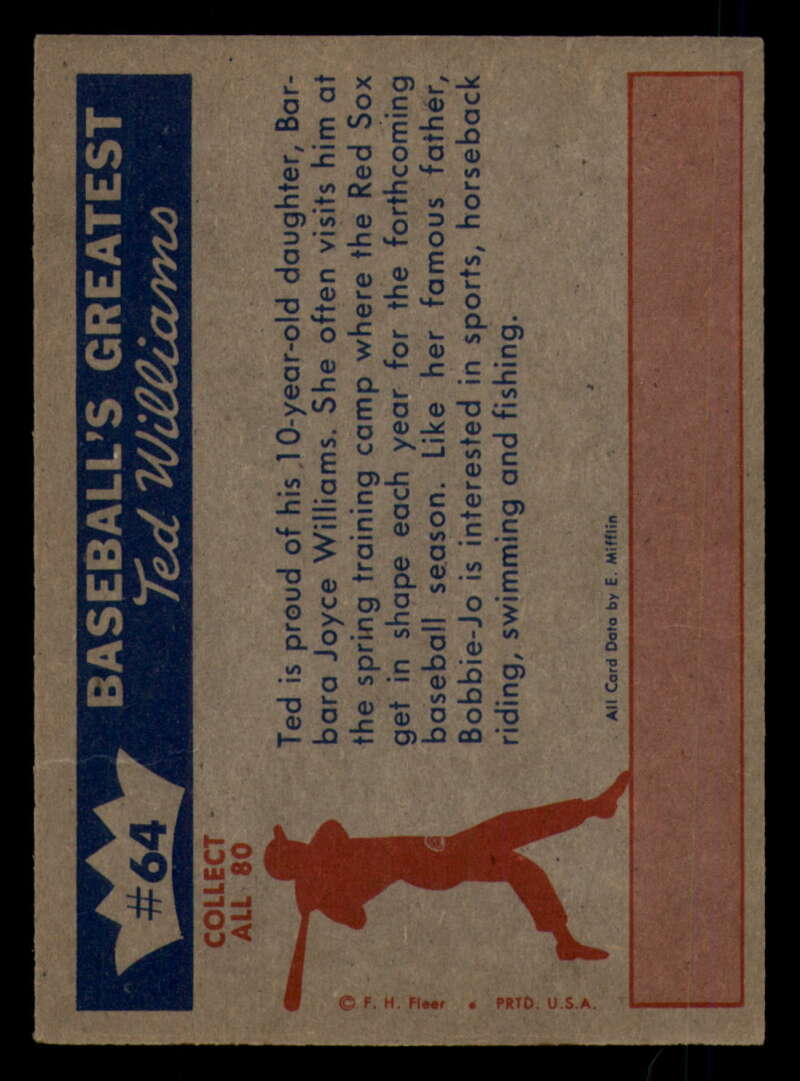 #64
BASEBALL'S GREATEST
Ted Williams
COLLECT
ALL 80
Ted is proud of his 10-year-old daughter, Bar-
bara Joyce Williams. She often visits him at
the spring training camp where the Red Sox
get in shape each year for the forthcoming
baseball season. Like her famous father,
Bobbie-Jo is interested in sports, horseback
riding, swimming and fishing.
All Card Data by E. Mifflin
© F. H. Fleer • PRTD. U.S.A.